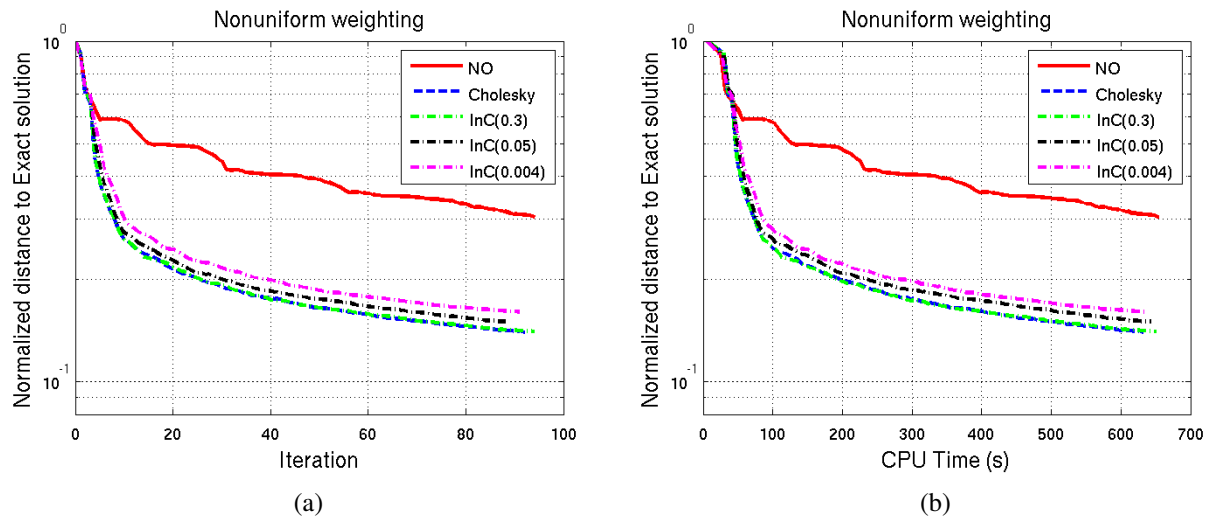 Nonuniform weighting
10^0
10^-1
Normalized distance to Exact solution
NO
Cholesky
InC(0.3)
InC(0.05)
InC(0.004)
0 20 40 60 80 100
Iteration
(a)
Nonuniform weighting
10^0
10^-1
Normalized distance to Exact solution
NO
Cholesky
InC(0.3)
InC(0.05)
InC(0.004)
0 100 200 300 400 500 600 700
CPU Time (s)
(b)